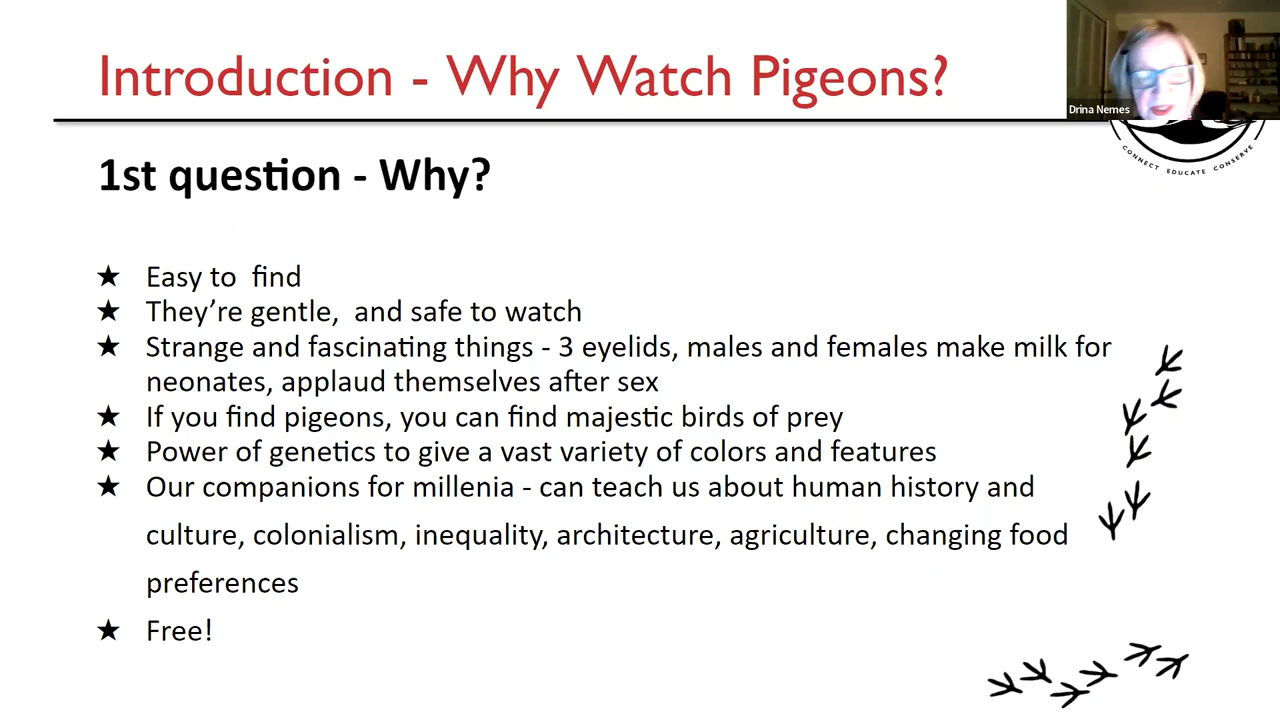 Introduction - Why Watch Pigeons?
Drina Nemes
CONNECT EDUCATE CONSERVE
1st question - Why?
★ Easy to find
★ They're gentle, and safe to watch
★ Strange and fascinating things - 3 eyelids, males and females make milk for
neonates, applaud themselves after sex
★ If you find pigeons, you can find majestic birds of prey
★ Power of genetics to give a vast variety of colors and features
★ Our companions for millenia - can teach us about human history and
culture, colonialism, inequality, architecture, agriculture, changing food
preferences
★ Free!